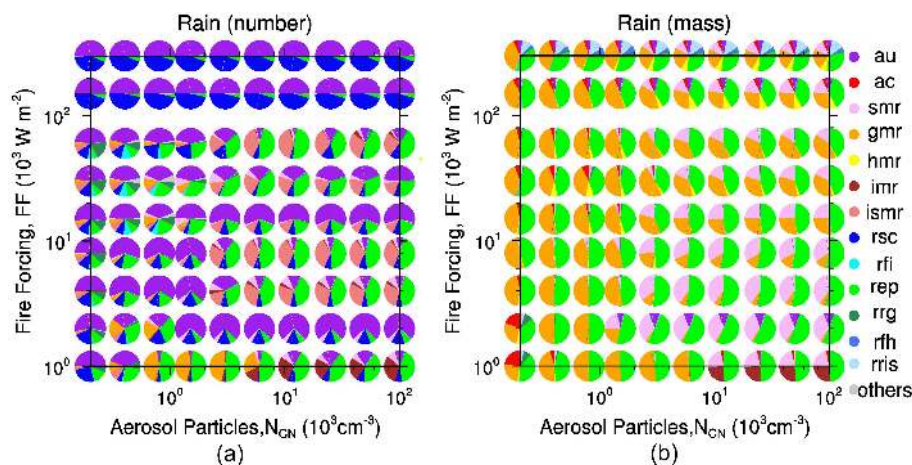 Rain (number)
Rain (mass)
Fire Forcing, FF (10³ W m⁻²)
10²
10¹
10⁰
10⁰
10¹
10²
Aerosol Particles,N_CN (10³cm⁻³)
(a)
Fire Forcing, FF (10³ W m⁻²)
10²
10¹
10⁰
10⁰
10¹
10²
Aerosol Particles,N_CN (10³cm⁻³)
(b)
au
ac
smr
gmr
hmr
imr
ismr
rsc
rfi
rep
rrg
rfh
rris
others